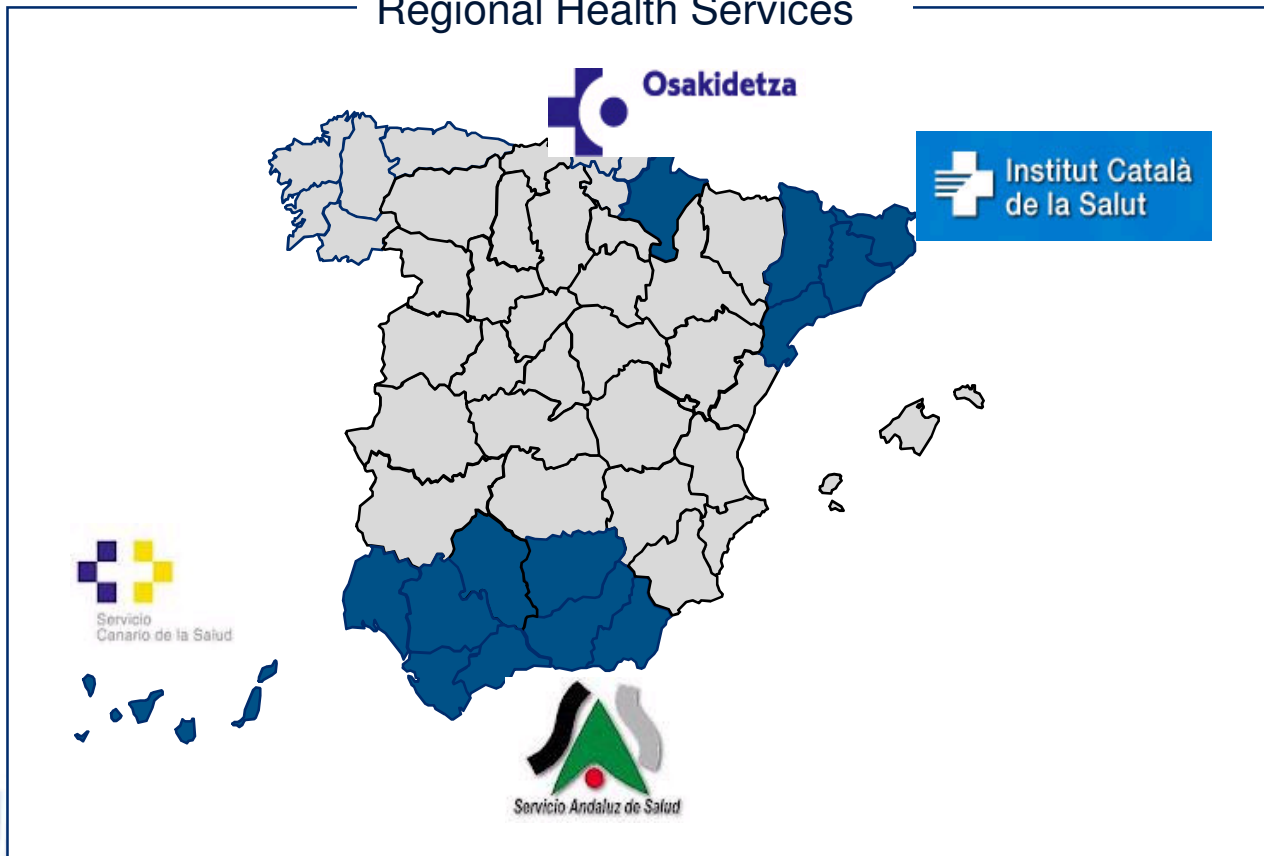 Regional Health Services
Osakidetza
Institut Català
de la Salut
Servicio
Canario de la Salud
Servicio Andaluz de Salud